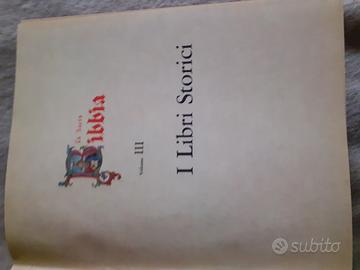 La Sacra
Bibbia
Volume III
I Libri Storici
subito